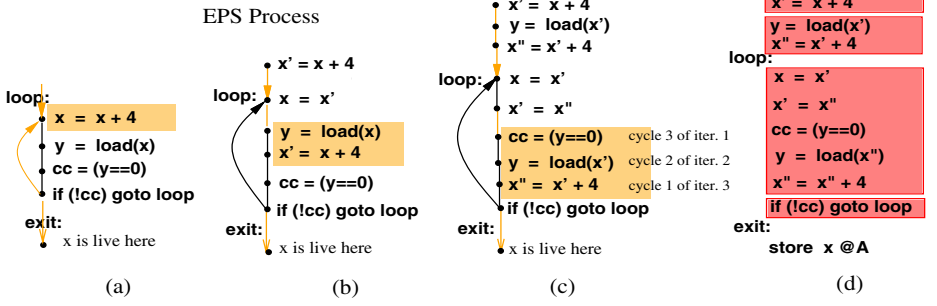 EPS Process
loop:
x = x + 4
y = load(x)
cc = (y==0)
if (!cc) goto loop
exit:
x is live here
(a)
x' = x + 4
loop:
x = x'
y = load(x)
x' = x + 4
cc = (y==0)
if (!cc) goto loop
exit:
x is live here
(b)
x' = x + 4
y = load(x')
x" = x' + 4
loop:
x = x'
x' = x"
cc = (y==0) cycle 3 of iter. 1
y = load(x') cycle 2 of iter. 2
x" = x' + 4 cycle 1 of iter. 3
if (!cc) goto loop
exit:
x is live here
(c)
x' = x + 4
y = load(x')
x" = x' + 4
loop:
x = x'
x' = x"
cc = (y==0)
y = load(x")
x" = x" + 4
if (!cc) goto loop
exit:
store x @A
(d)